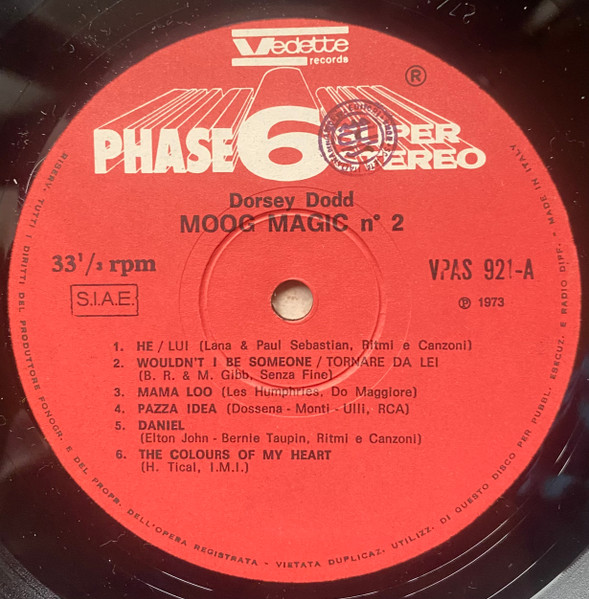 Vedette
records
®
PHASE 6 SUPER
STEREO
Dorsey Dodd
MOOG MAGIC n° 2
33 1/3 rpm
VPAS 921-A
S.I.A.E.
℗ 1973
1. HE / LUI (Lana & Paul Sebastian, Ritmi e Canzoni)
2. WOULDN'T I BE SOMEONE / TORNARE DA LEI
(B. R. & M. Gibb, Senza Fine)
3. MAMA LOO (Les Humphries, Do Maggiore)
4. PAZZA IDEA (Dossena - Monti - Ulli, RCA)
5. DANIEL
(Elton John - Bernie Taupin, Ritmi e Canzoni)
6. THE COLOURS OF MY HEART
(H. Tical, I.M.I.)
RISERV. TUTTI I DIRITTI DEL PRODUTTORE FONOGR. E DEL PROPR. DELL'OPERA REGISTRATA - VIETATA DUPLICAZ. UTILIZZ. DI QUESTO DISCO PER PUBBL. ESECUZ. E RADIO DIFF. - MADE IN ITALY